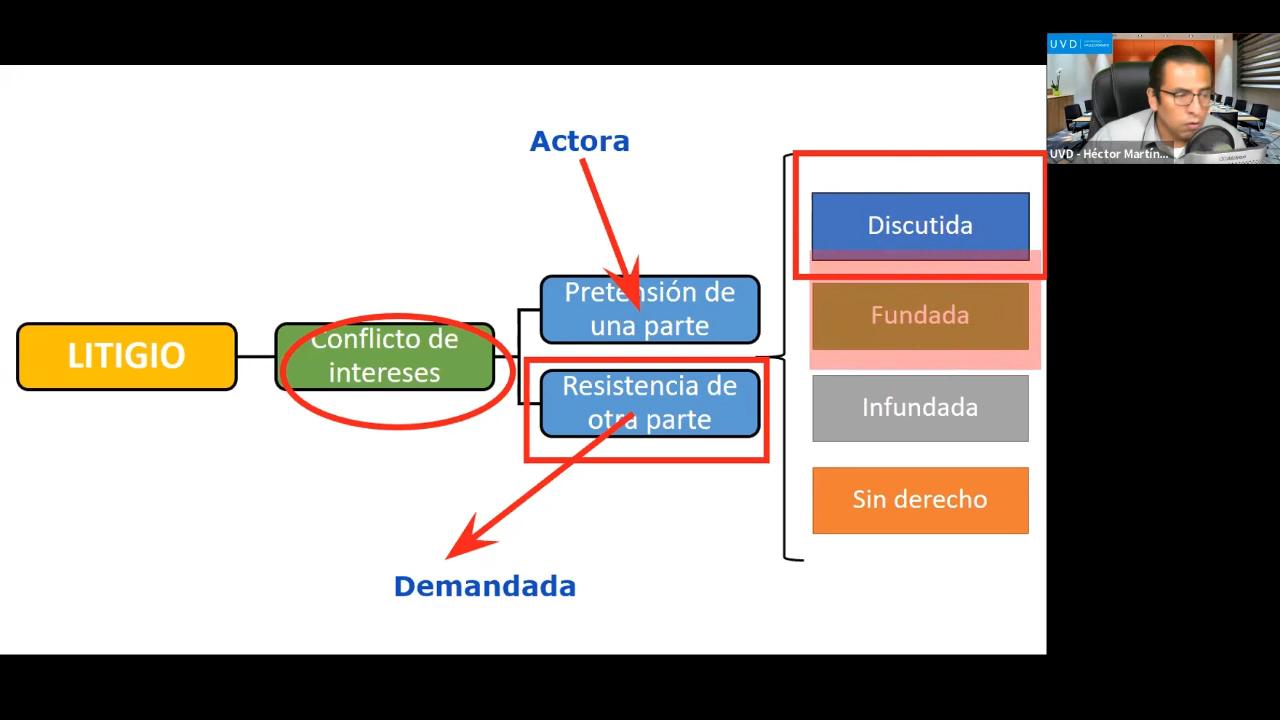 UVD
UVD - Héctor Martín...
Actora
Discutida
Pretensión de
una parte
Fundada
LITIGIO
Conflicto de
intereses
Resistencia de
otra parte
Infundada
Sin derecho
Demandada